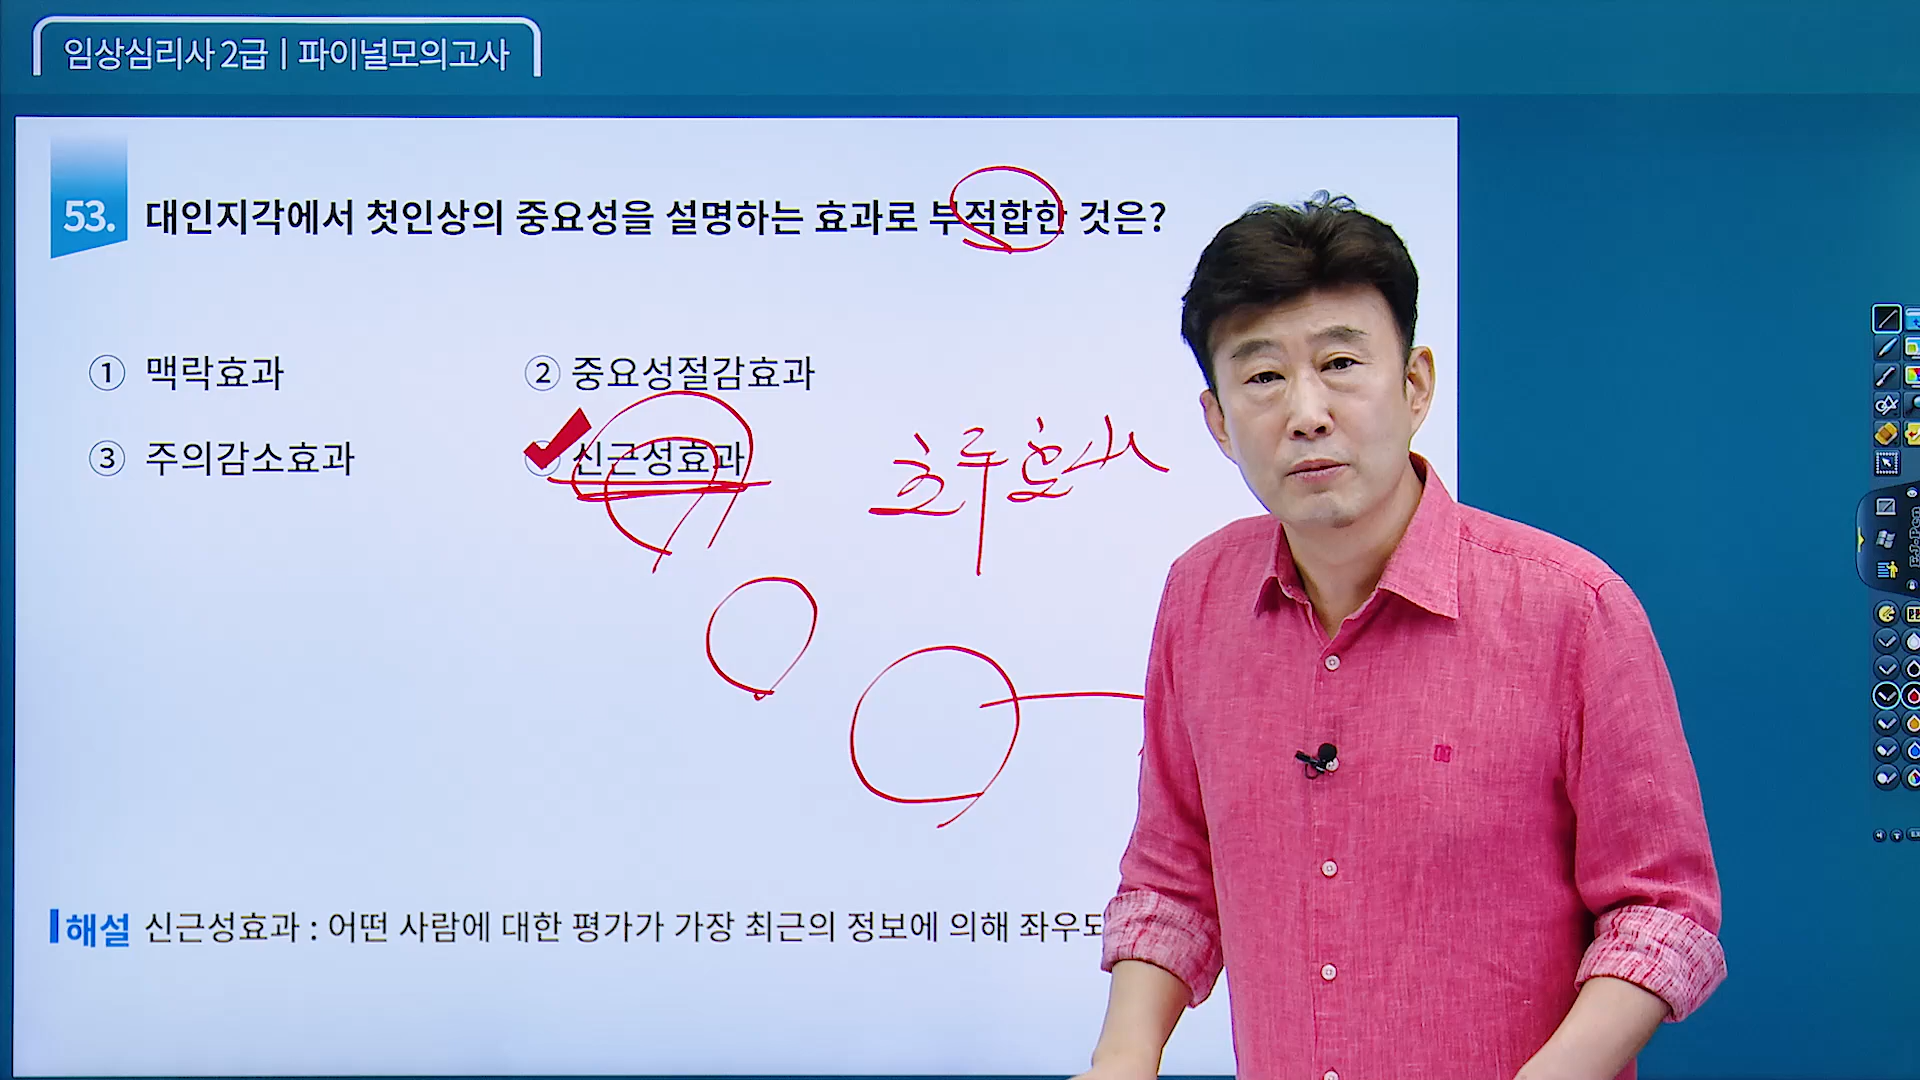 임상심리사 2급 | 파이널모의고사
53. 대인지각에서 첫인상의 중요성을 설명하는 효과로 부적합한 것은?
① 맥락효과
② 중요성절감효과
③ 주의감소효과
신근성효과
해설 신근성효과 : 어떤 사람에 대한 평가가 가장 최근의 정보에 의해 좌우되